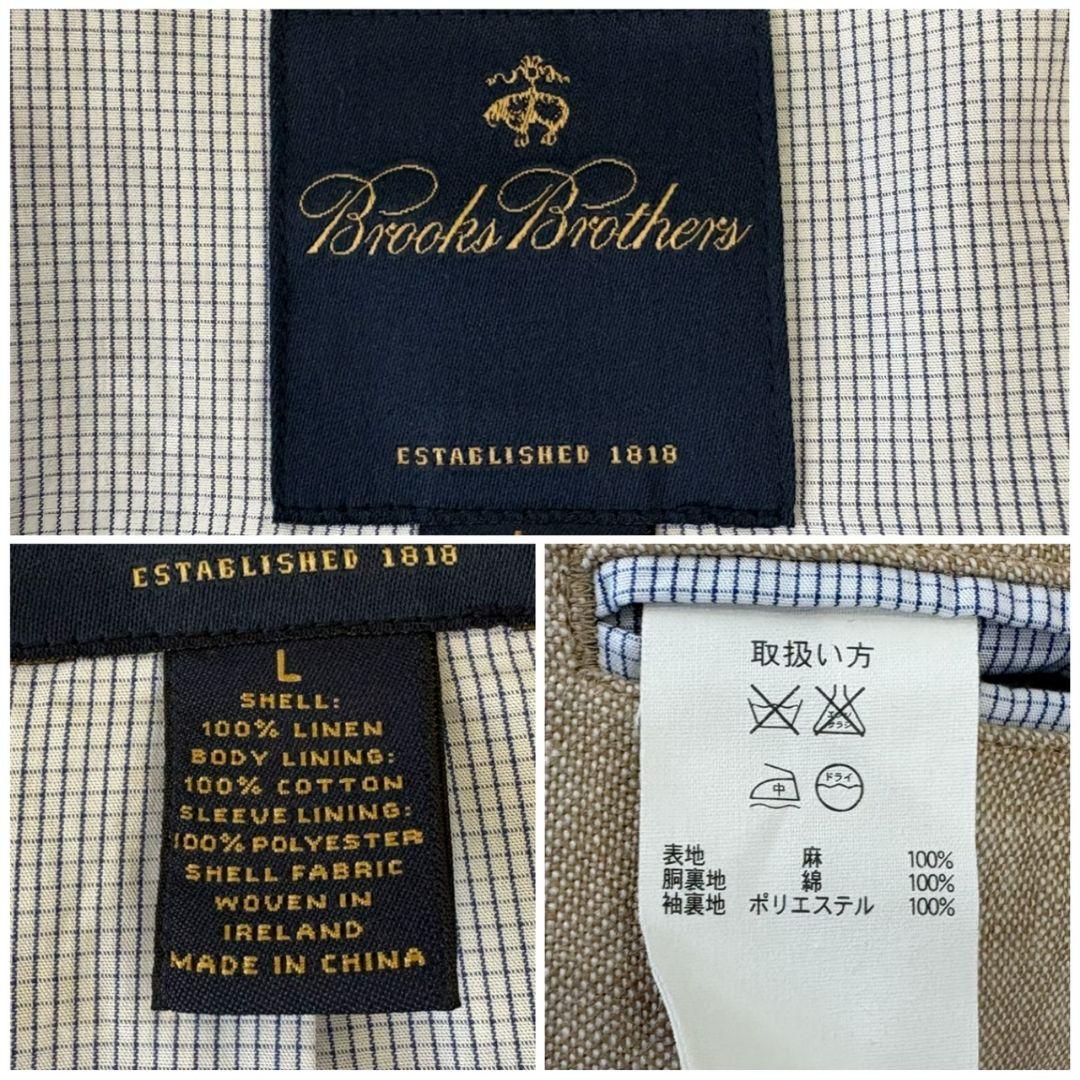 Brooks Brothers
ESTABLISHED 1818
ESTABLISHED 1818
L
SHELL:
100% LINEN
BODY LINING:
100% COTTON
SLEEVE LINING:
100% POLYESTER
SHELL FABRIC
WOVEN IN
IRELAND
MADE IN CHINA
取扱い方
中 ドライ
表地 麻 100%
胴裏地 綿 100%
袖裏地 ポリエステル 100%